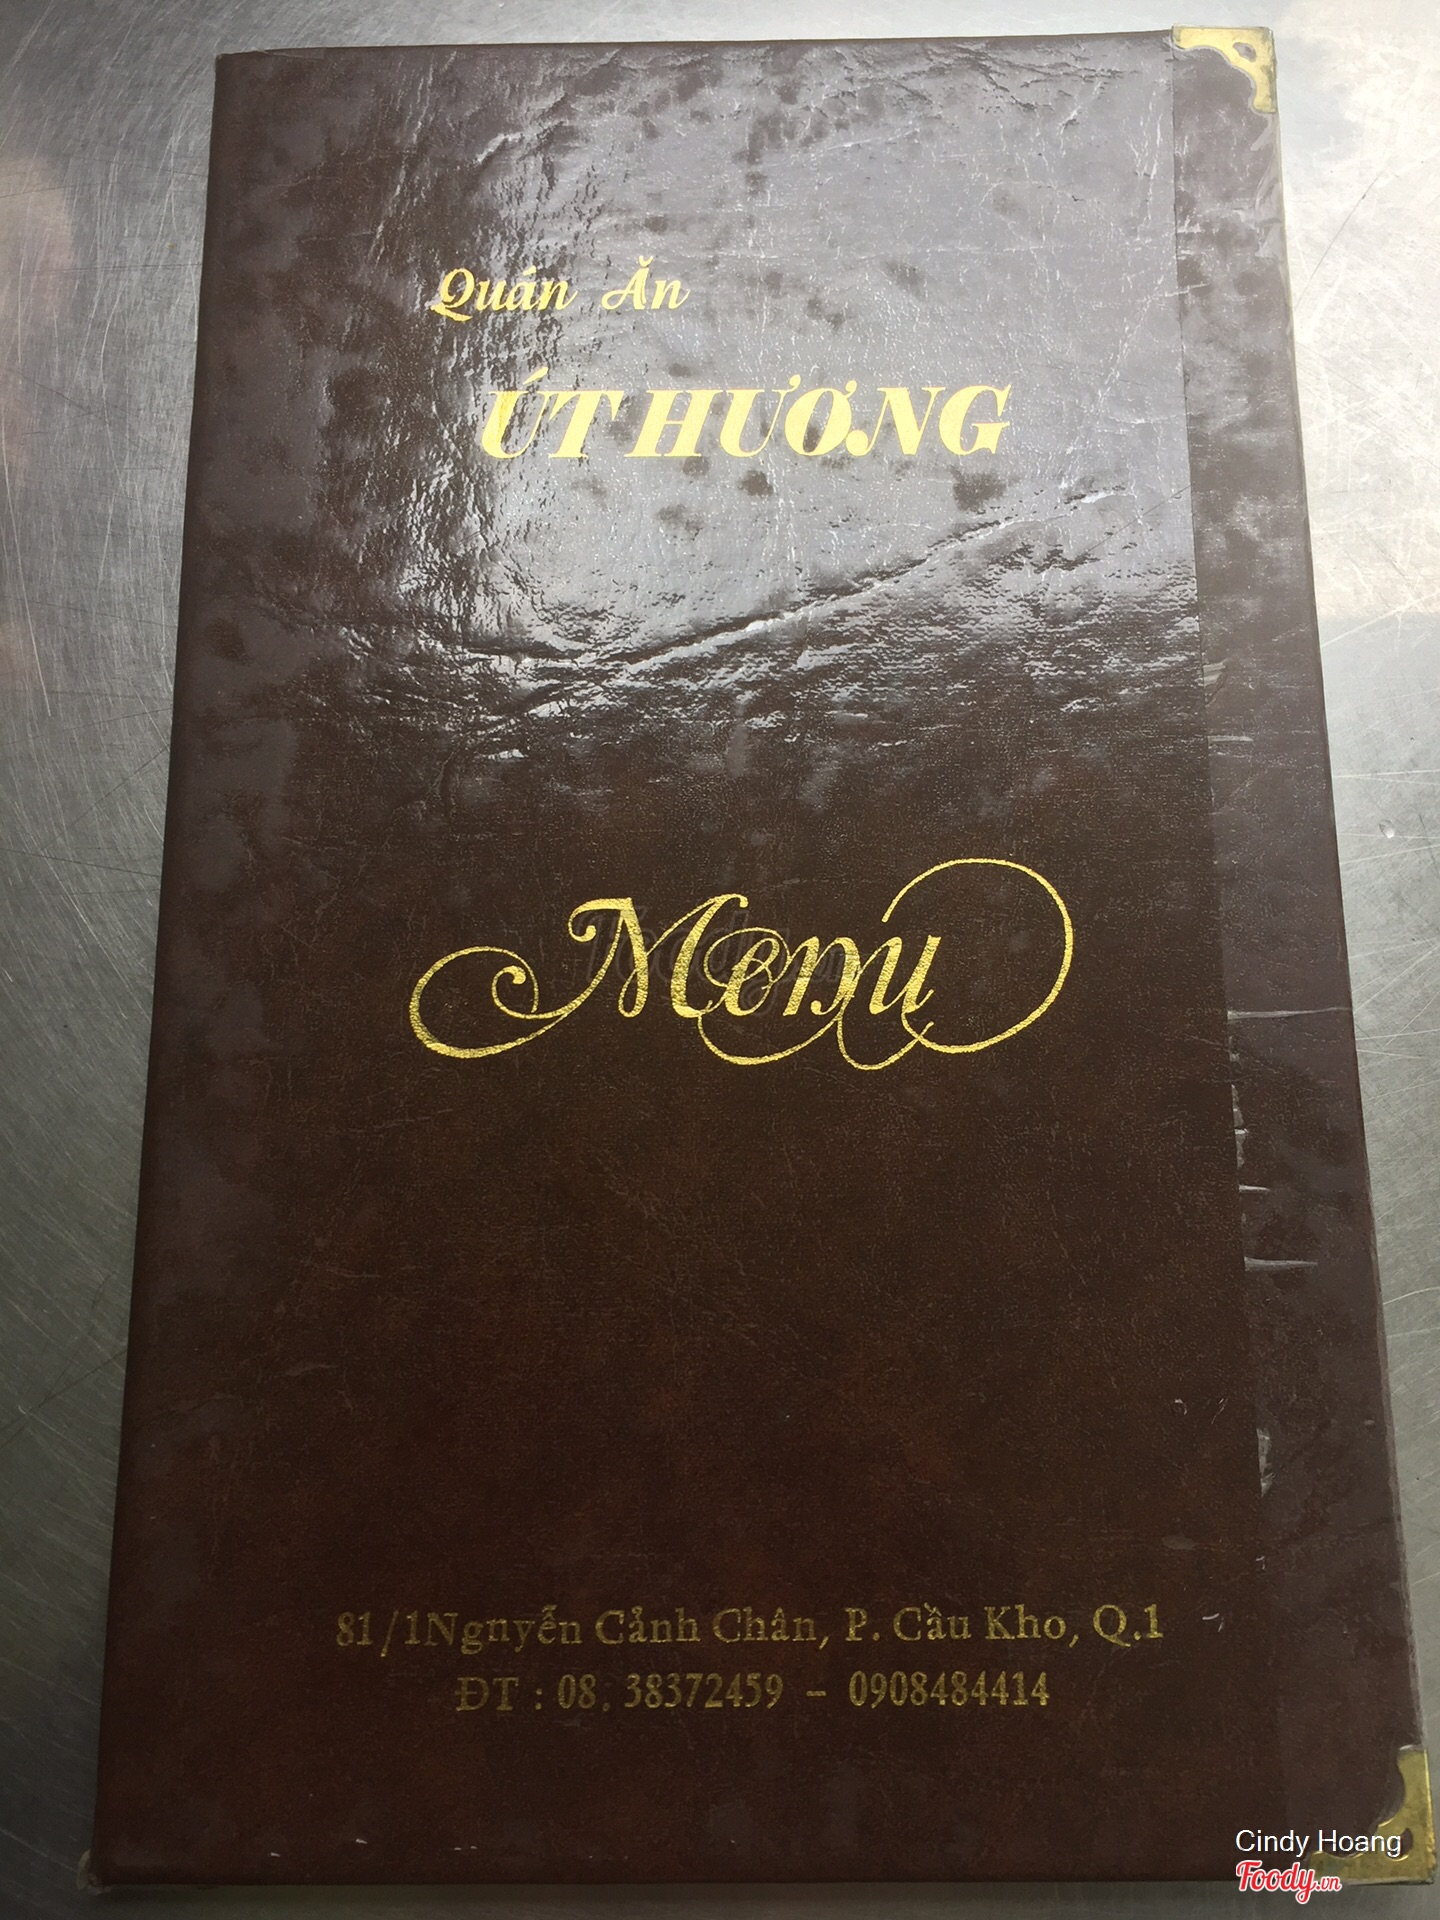 Quán Ăn
ÚT HƯƠNG
Menu
81/1Ngnyễn Cảnh Chân, P. Cầu Kho, Q.1
ĐT : 08. 38372459 - 0908484414
Cindy Hoang
Foody.vn